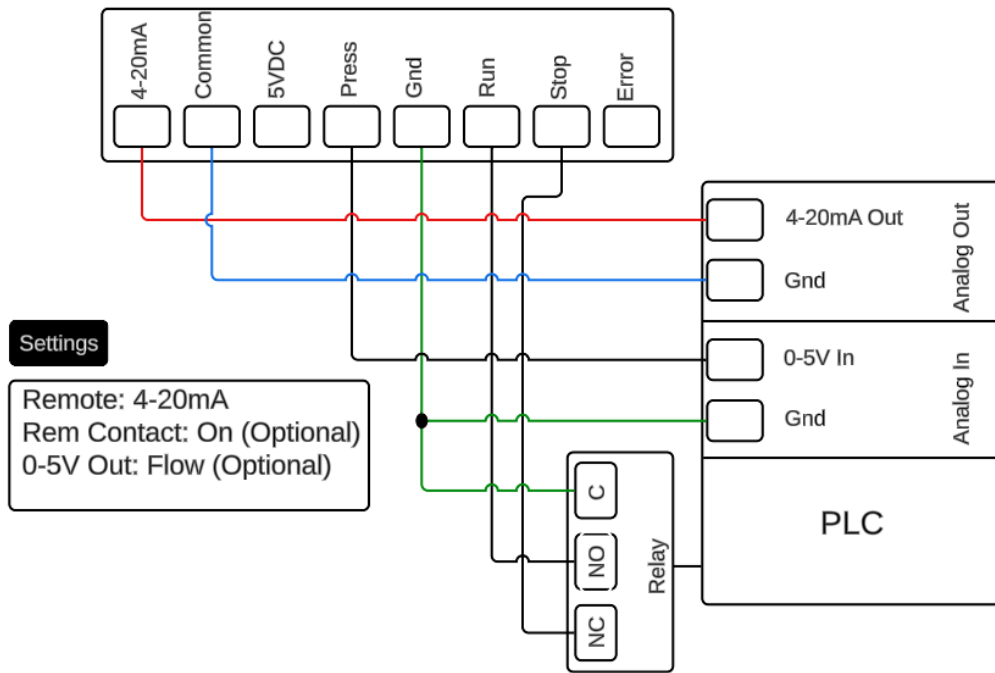 4-20mA
Common
5VDC
Press
Gnd
Run
Stop
Error
4-20mA Out
Gnd
Analog Out
0-5V In
Gnd
Analog In
PLC
Settings
Remote: 4-20mA
Rem Contact: On (Optional)
0-5V Out: Flow (Optional)
C
NO
NC
Relay